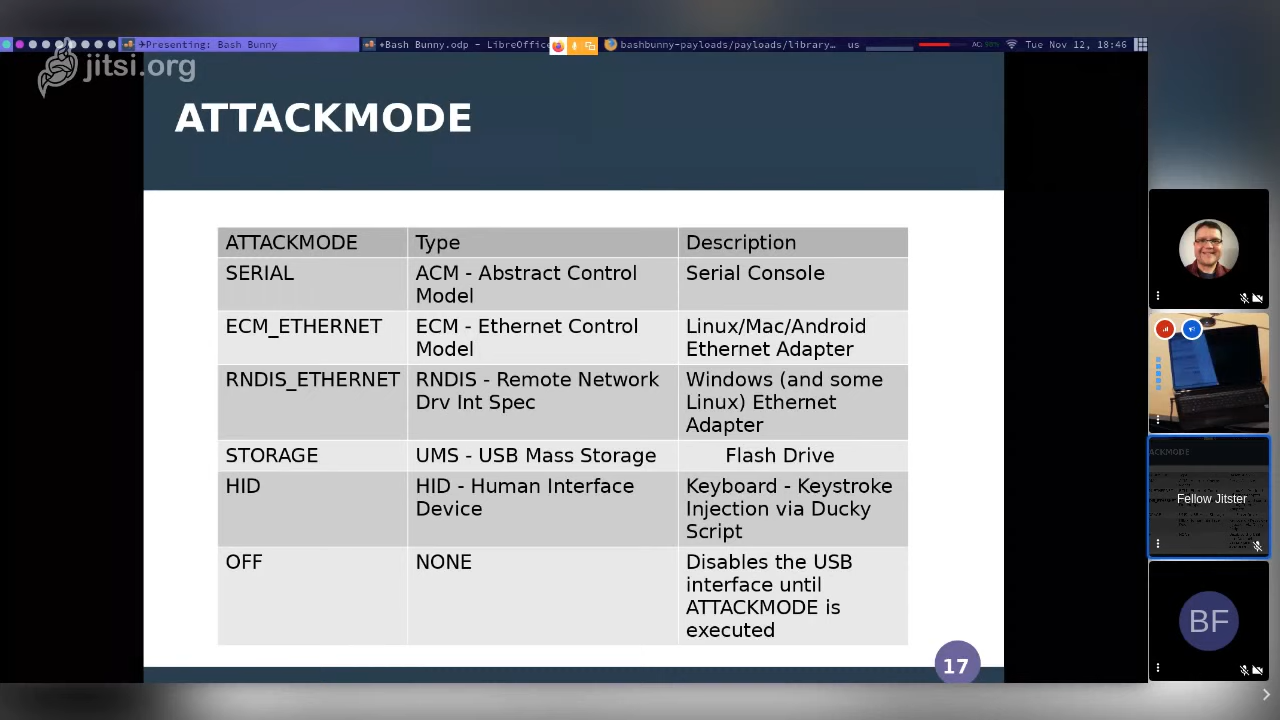 ✈Presenting: Bash Bunny
•Bash Bunny.odp - LibreOffice
bashbunny-payloads/payloads/library…
us
AC:
Tue Nov 12, 18:46
jitsi.org
ATTACKMODE
ATTACKMODE Type Description
SERIAL ACM - Abstract Control Serial Console
Model
ECM_ETHERNET ECM - Ethernet Control Linux/Mac/Android
Model Ethernet Adapter
RNDIS_ETHERNET RNDIS - Remote Network Windows (and some
Drv Int Spec Linux) Ethernet
Adapter
STORAGE UMS - USB Mass Storage Flash Drive
HID HID - Human Interface Keyboard - Keystroke
Device Injection via Ducky
Script
OFF NONE Disables the USB
interface until
ATTACKMODE is
executed
17
ACKMODE
Fellow Jitster
BF